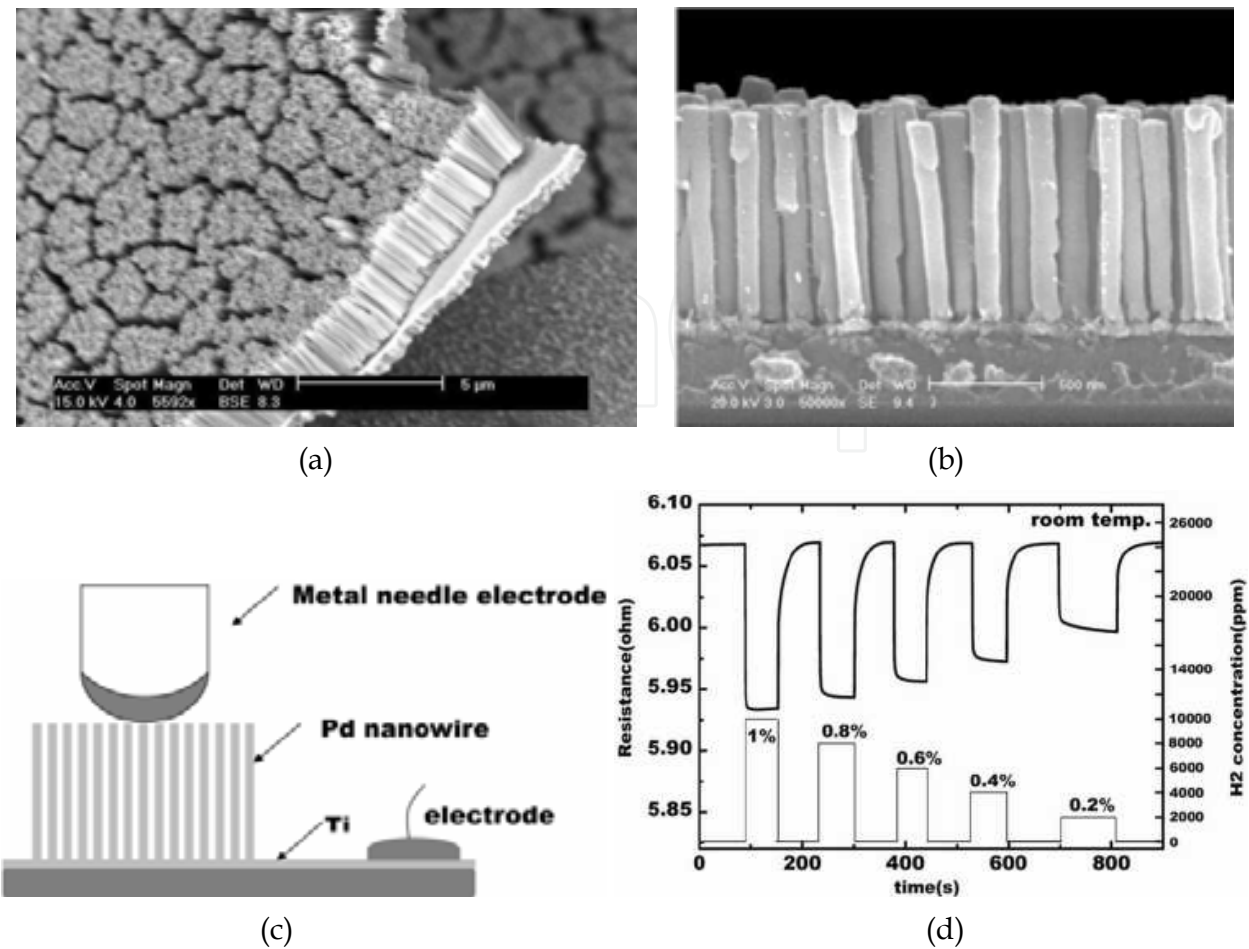 Acc.V Spot Magn Det WD 5 μm
15.0 kV 4.0 5592x BSE 8.3
Acc.V Spot Magn Det WD 500 nm
20.0 kV 3.0 50000x SE 9.4 3
(a)
(b)
Metal needle electrode
Pd nanowire
electrode
Ti
(c)
room temp.
Resistance(ohm)
6.10
6.05
6.00
5.95
5.90
5.85
H2 concentration(ppm)
26000
20000
14000
10000
8000
6000
4000
2000
0
1%
0.8%
0.6%
0.4%
0.2%
0 200 400 600 800
time(s)
(d)